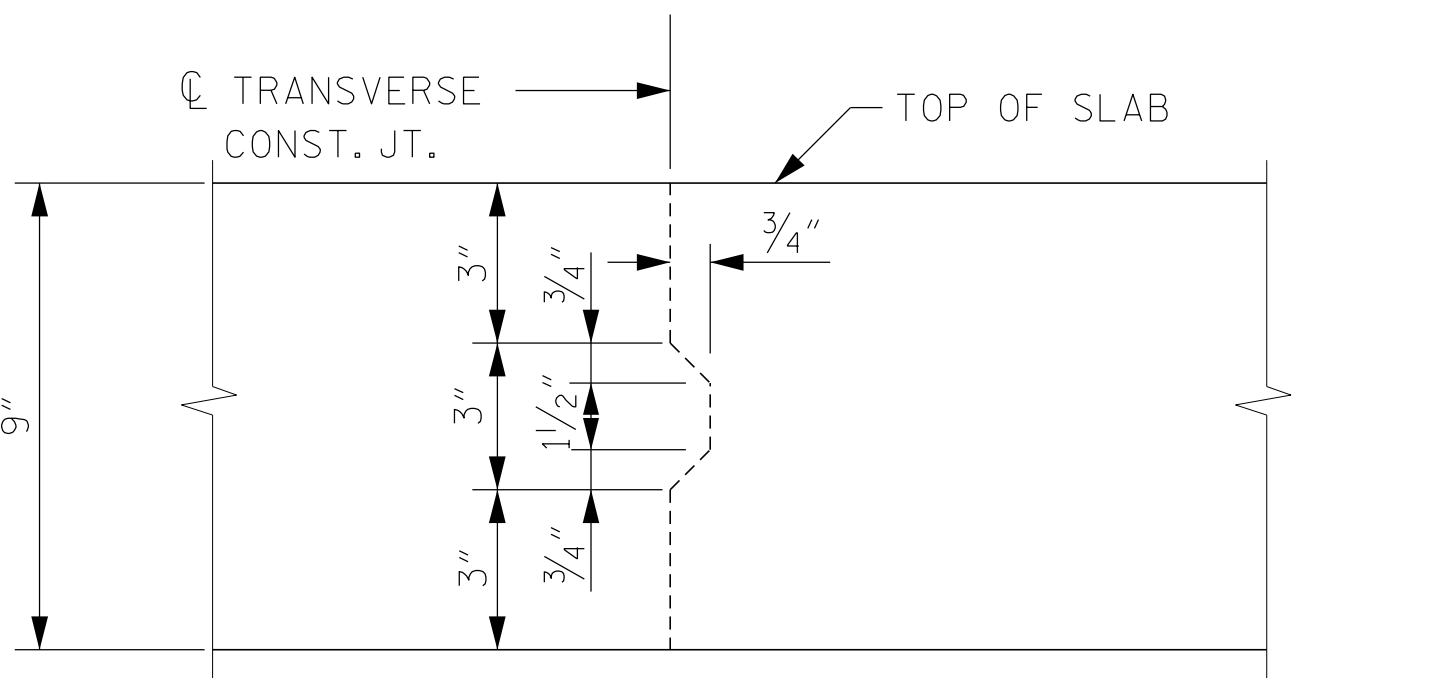 ℄ TRANSVERSE
CONST. JT.
TOP OF SLAB
3/4"
3"
3/4"
3"
1 1/2"
9"
3"
3/4"